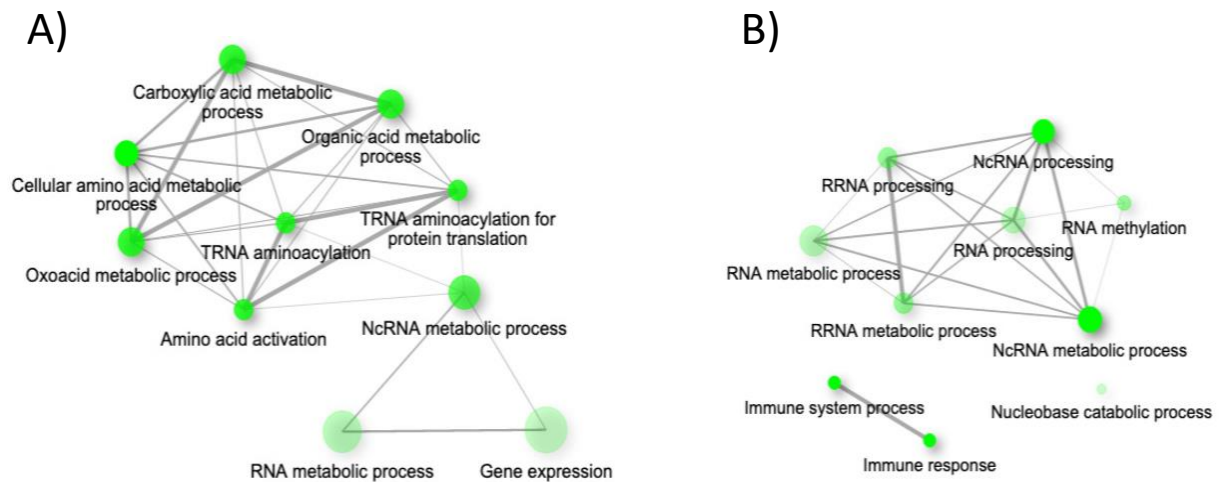 A)
Carboxylic acid metabolic
process
Organic acid metabolic
process
Cellular amino acid metabolic
process
TRNA aminoacylation for
protein translation
TRNA aminoacylation
Oxoacid metabolic process
Amino acid activation
NcRNA metabolic process
RNA metabolic process
Gene expression
B)
NcRNA processing
RRNA processing
RNA methylation
RNA processing
RNA metabolic process
RRNA metabolic process
NcRNA metabolic process
Immune system process
Nucleobase catabolic process
Immune response